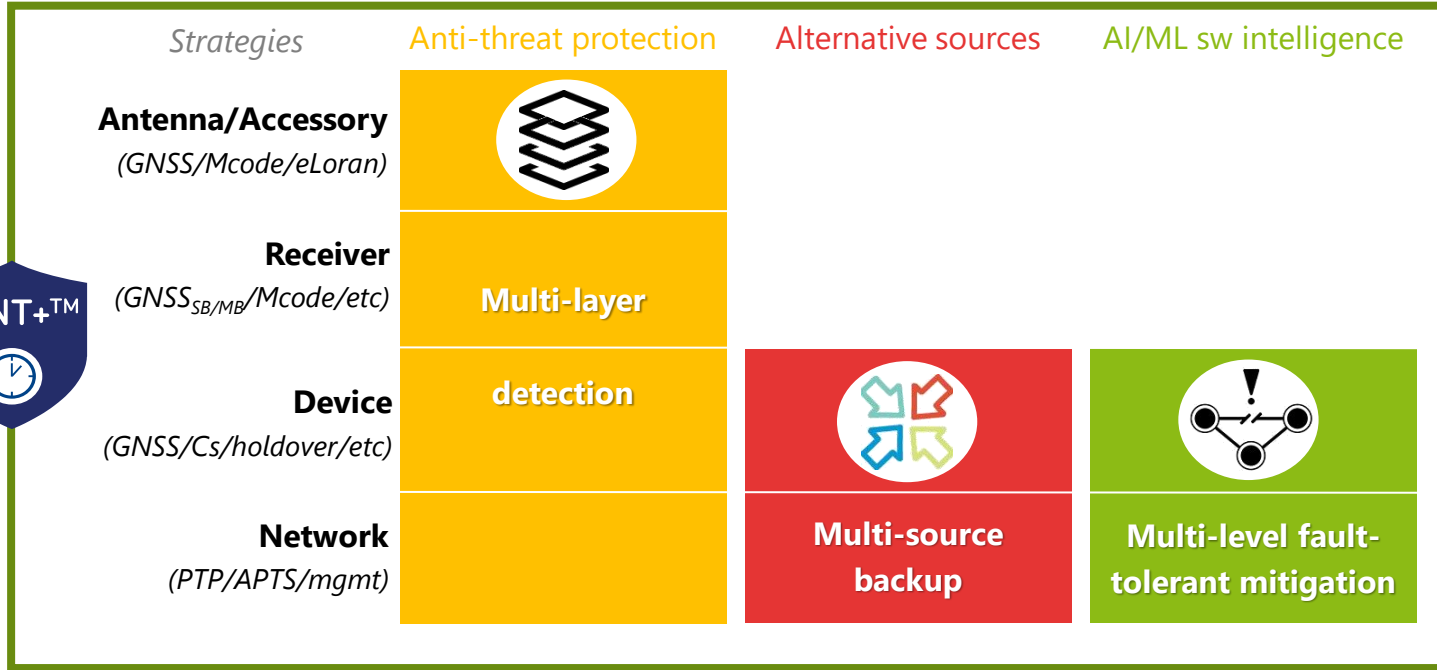 Strategies Anti-threat protection Alternative sources AI/ML sw intelligence
Antenna/Accessory
(GNSS/Mcode/eLoran)
Receiver
(GNSS SB/MB/Mcode/etc)
Multi-layer
NT+™
detection
Device
(GNSS/Cs/holdover/etc)
Network
(PTP/APTS/mgmt)
Multi-source
backup
Multi-level fault-
tolerant mitigation